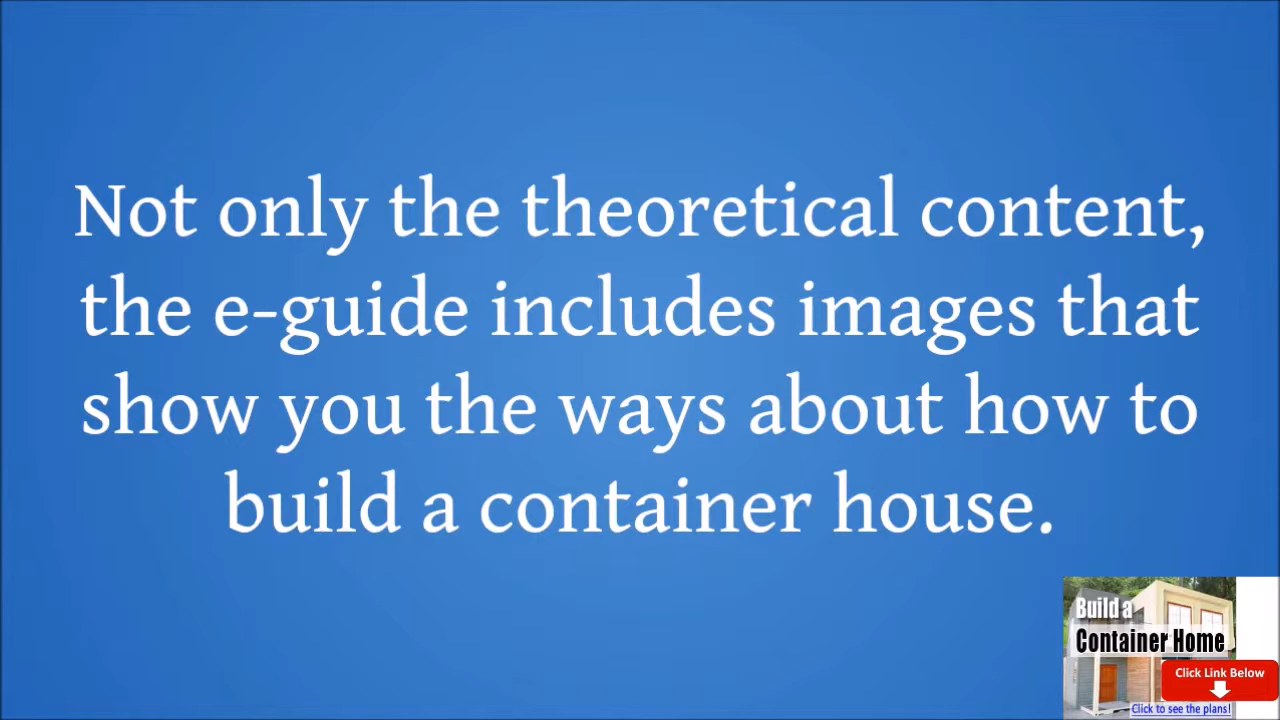 Not only the theoretical content,
the e-guide includes images that
show you the ways about how to
build a container house.
Build a
Container Home
Click Link Below
Click to see the plans!